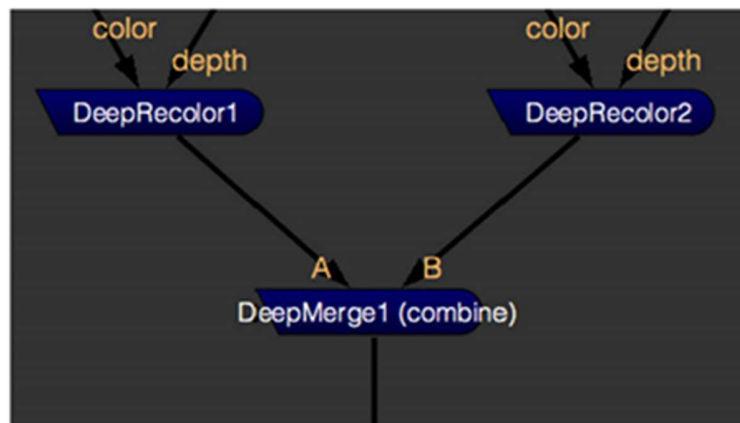 color
color
depth
depth
DeepRecolor1
DeepRecolor2
A
B
DeepMerge1 (combine)